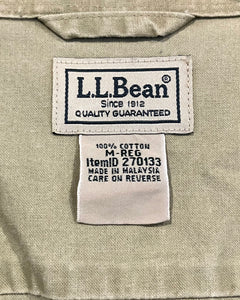 L.L.Bean®
Since 1912
QUALITY GUARANTEED
100% COTTON
M-REG
ItemID 270133
MADE IN MALAYSIA
CARE ON REVERSE